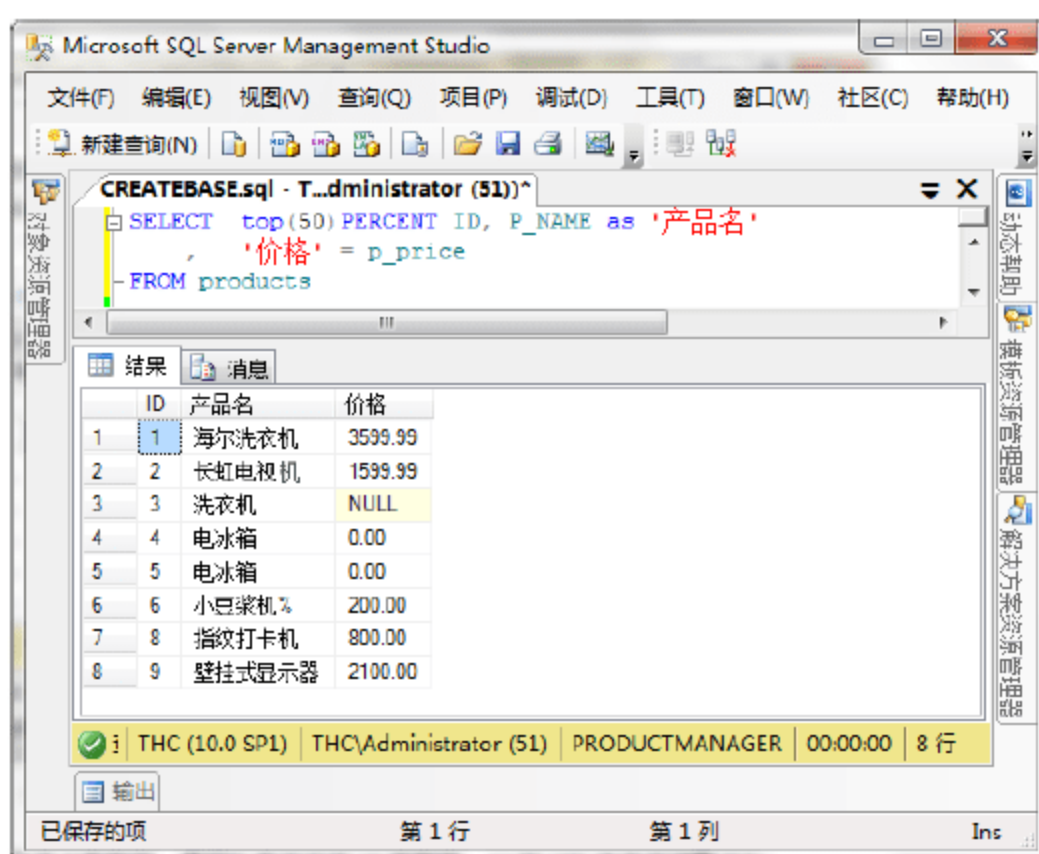 Microsoft SQL Server Management Studio
文件(F) 编辑(E) 视图(V) 查询(Q) 项目(P) 调试(D) 工具(T) 窗口(W) 社区(C) 帮助(H)
新建查询(N)
CREATEBASE.sql - T...dministrator (51))*
SELECT top(50)PERCENT ID, P_NAME as '产品名'
, '价格' = p_price
FROM products
对象资源管理器
动态帮助
模板资源管理器
解决方案资源管理器
结果 消息
ID 产品名 价格
1 1 海尔洗衣机 3599.99
2 2 长虹电视机 1599.99
3 3 洗衣机 NULL
4 4 电冰箱 0.00
5 5 电冰箱 0.00
6 6 小豆浆机% 200.00
7 8 指纹打卡机 800.00
8 9 壁挂式显示器 2100.00
THC (10.0 SP1) THC\Administrator (51) PRODUCTMANAGER 00:00:00 8 行
输出
已保存的项 第 1 行 第 1 列 Ins